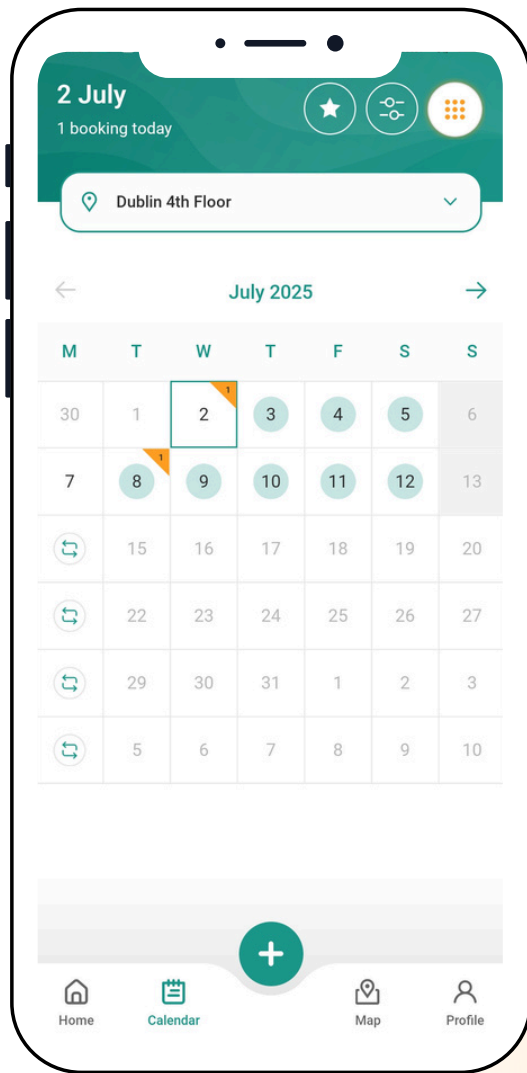 2 July
1 booking today
Dublin 4th Floor
July 2025
M T W T F S S
1
30 1 2 3 4 5 6
1
7 8 9 10 11 12 13
15 16 17 18 19 20
22 23 24 25 26 27
29 30 31 1 2 3
5 6 7 8 9 10
Home Calendar Map Profile